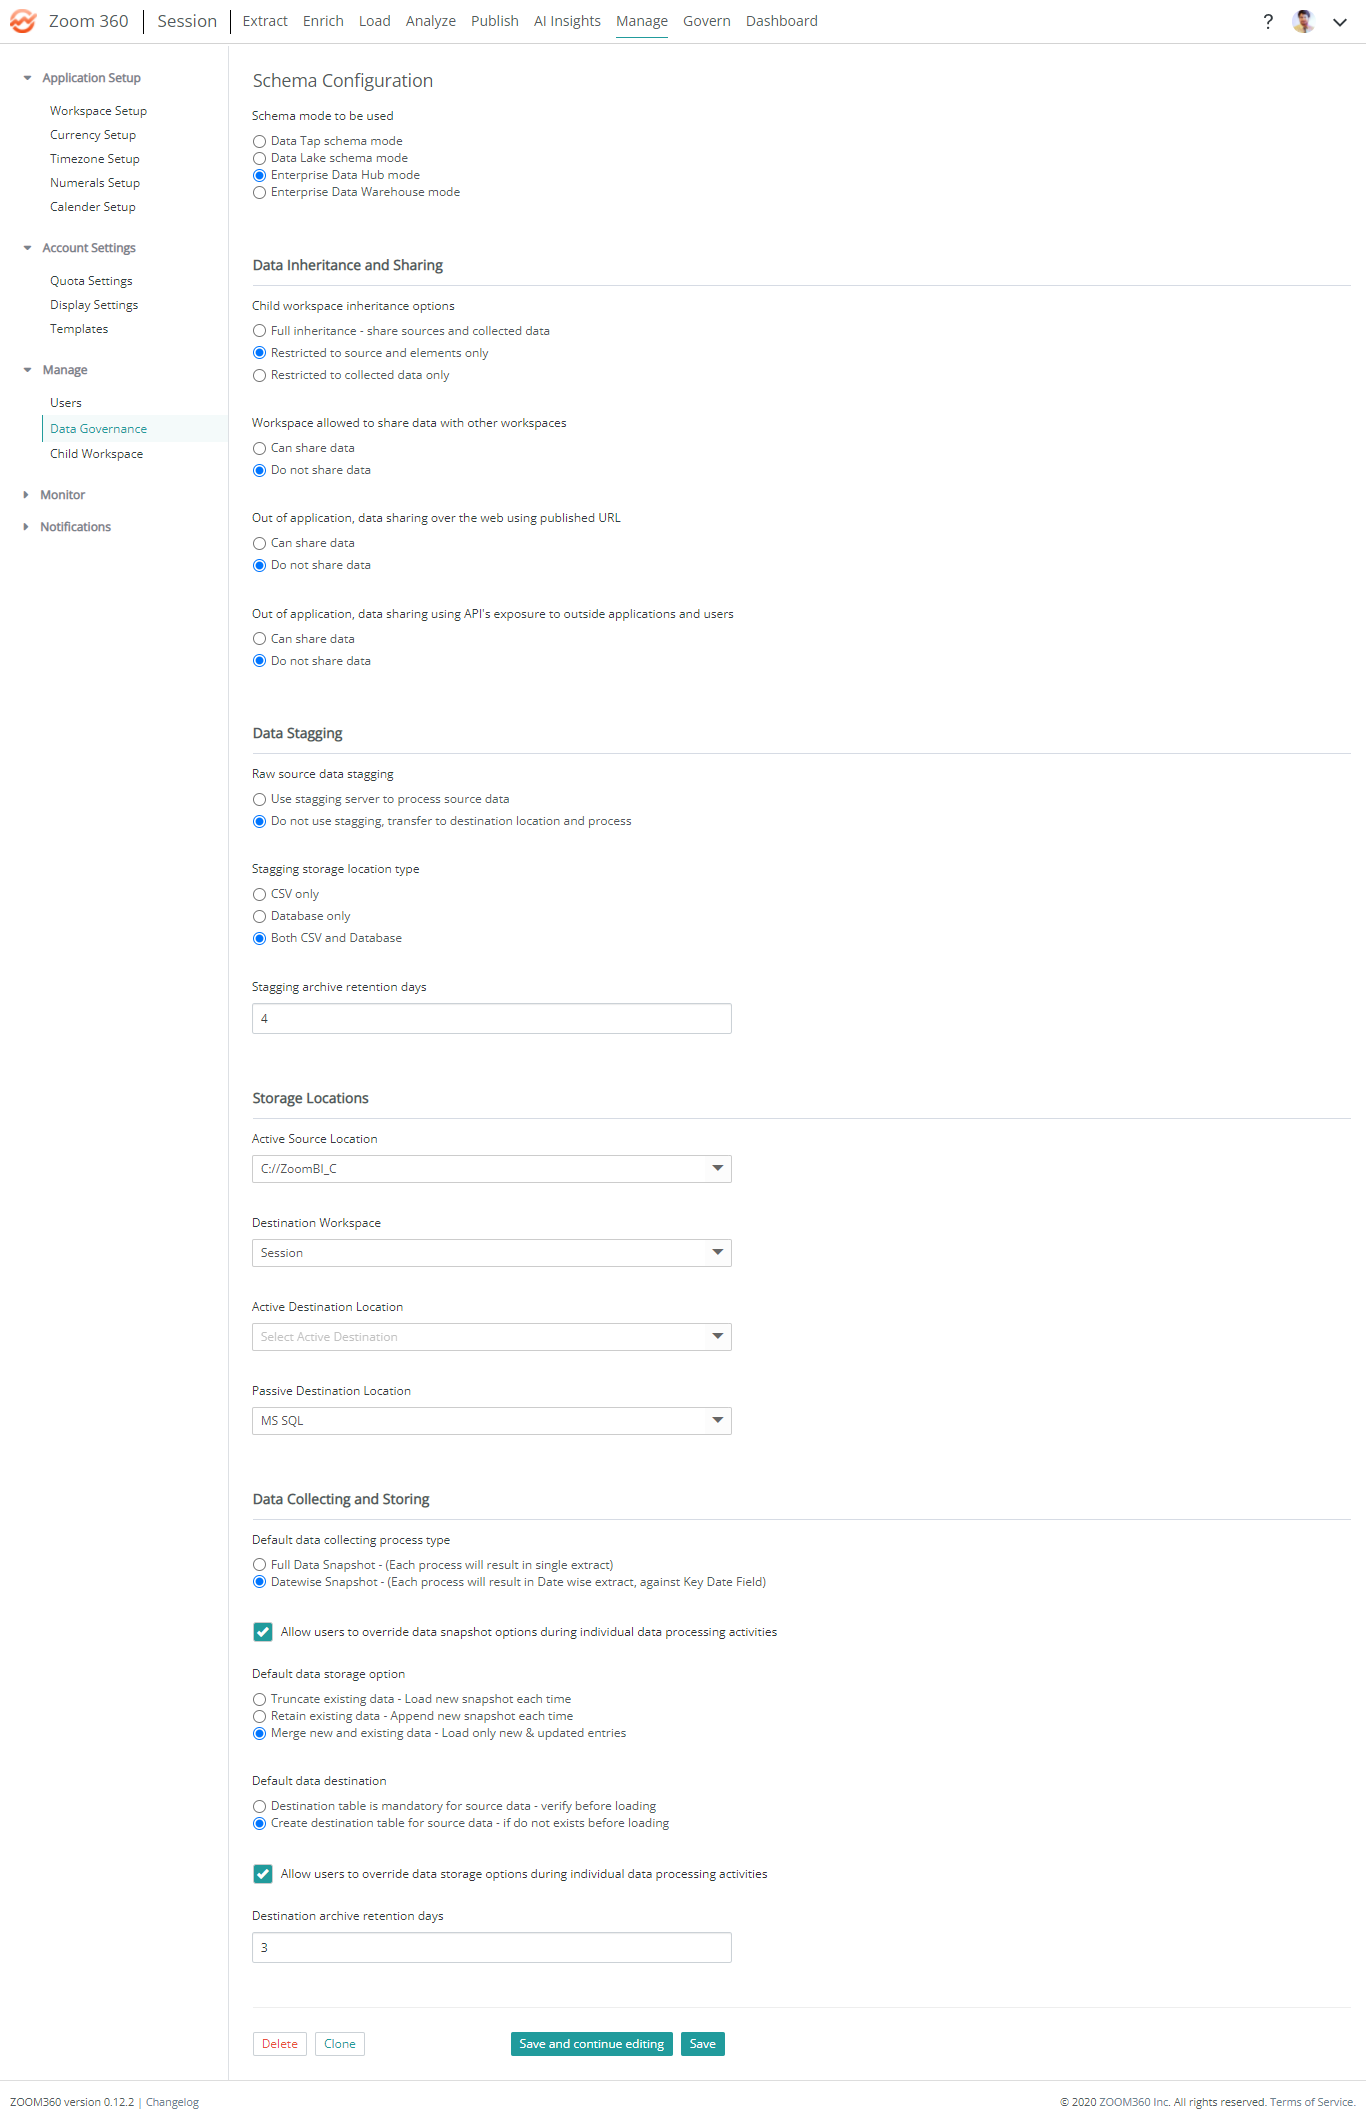 Zoom 360 | Session | Extract Enrich Load Analyze Publish AI Insights Manage Govern Dashboard ?
Application Setup
Workspace Setup
Currency Setup
Timezone Setup
Numerals Setup
Calender Setup
Account Settings
Quota Settings
Display Settings
Templates
Manage
Users
Data Governance
Child Workspace
Monitor
Notifications
Schema Configuration
Schema mode to be used
Data Tap schema mode
Data Lake schema mode
Enterprise Data Hub mode
Enterprise Data Warehouse mode
Data Inheritance and Sharing
Child workspace inheritance options
Full inheritance - share sources and collected data
Restricted to source and elements only
Restricted to collected data only
Workspace allowed to share data with other workspaces
Can share data
Do not share data
Out of application, data sharing over the web using published URL
Can share data
Do not share data
Out of application, data sharing using API's exposure to outside applications and users
Can share data
Do not share data
Data Stagging
Raw source data stagging
Use stagging server to process source data
Do not use stagging, transfer to destination location and process
Stagging storage location type
CSV only
Database only
Both CSV and Database
Stagging archive retention days
4
Storage Locations
Active Source Location
C://ZoomBI_C
Destination Workspace
Session
Active Destination Location
Select Active Destination
Passive Destination Location
MS SQL
Data Collecting and Storing
Default data collecting process type
Full Data Snapshot - (Each process will result in single extract)
Datewise Snapshot - (Each process will result in Date wise extract, against Key Date Field)
Allow users to override data snapshot options during individual data processing activities
Default data storage option
Truncate existing data - Load new snapshot each time
Retain existing data - Append new snapshot each time
Merge new and existing data - Load only new & updated entries
Default data destination
Destination table is mandatory for source data - verify before loading
Create destination table for source data - if do not exists before loading
Allow users to override data storage options during individual data processing activities
Destination archive retention days
3
Delete Clone Save and continue editing Save
ZOOM360 version 0.12.2 | Changelog
© 2020 ZOOM360 Inc. All rights reserved. Terms of Service.